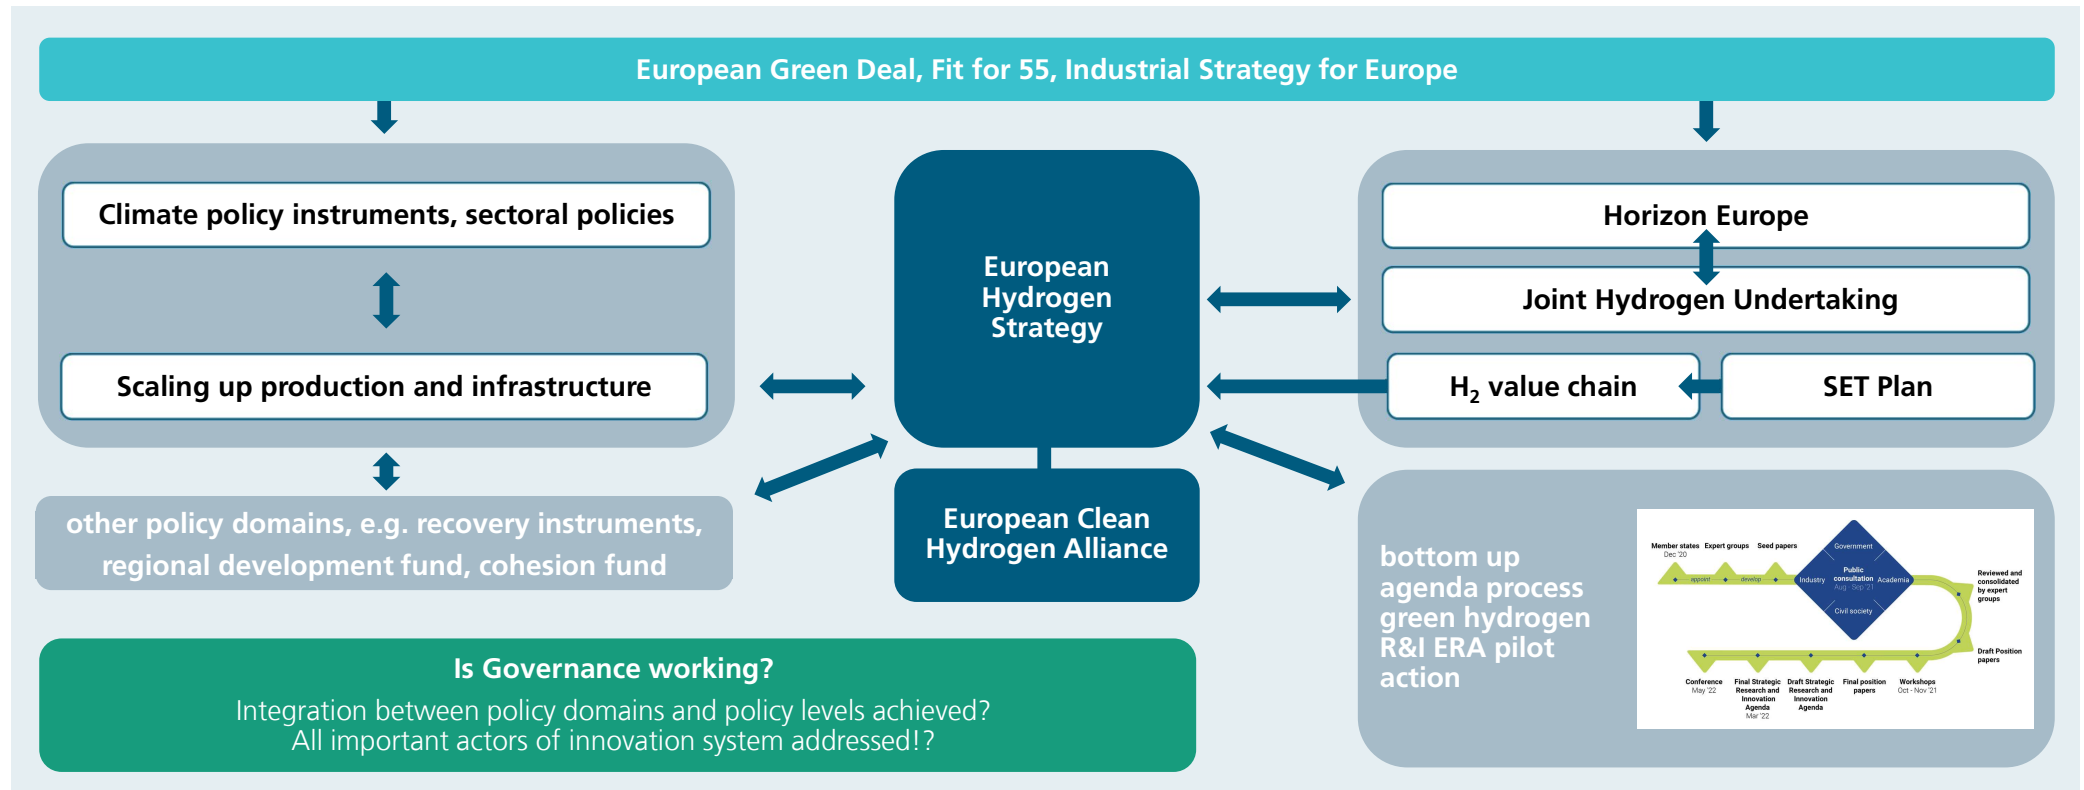 European Green Deal, Fit for 55, Industrial Strategy for Europe
Climate policy instruments, sectoral policies
Scaling up production and infrastructure
other policy domains, e.g. recovery instruments,
regional development fund, cohesion fund
European
Hydrogen
Strategy
European Clean
Hydrogen Alliance
Horizon Europe
Joint Hydrogen Undertaking
H₂ value chain
SET Plan
bottom up
agenda process
green hydrogen
R&I ERA pilot
action
Member states
Dec '20
Expert groups
Seed papers
appoint
develop
Government
Industry
Public
consultation
Aug - Sep '21
Academia
Civil society
Reviewed and
consolidated
by expert
groups
Draft Position
papers
Conference
May '22
Final Strategic
Research and
Innovation
Agenda
Mar '22
Draft Strategic
Research and
Innovation
Agenda
Final position
papers
Workshops
Oct - Nov '21
Is Governance working?
Integration between policy domains and policy levels achieved?
All important actors of innovation system addressed!?